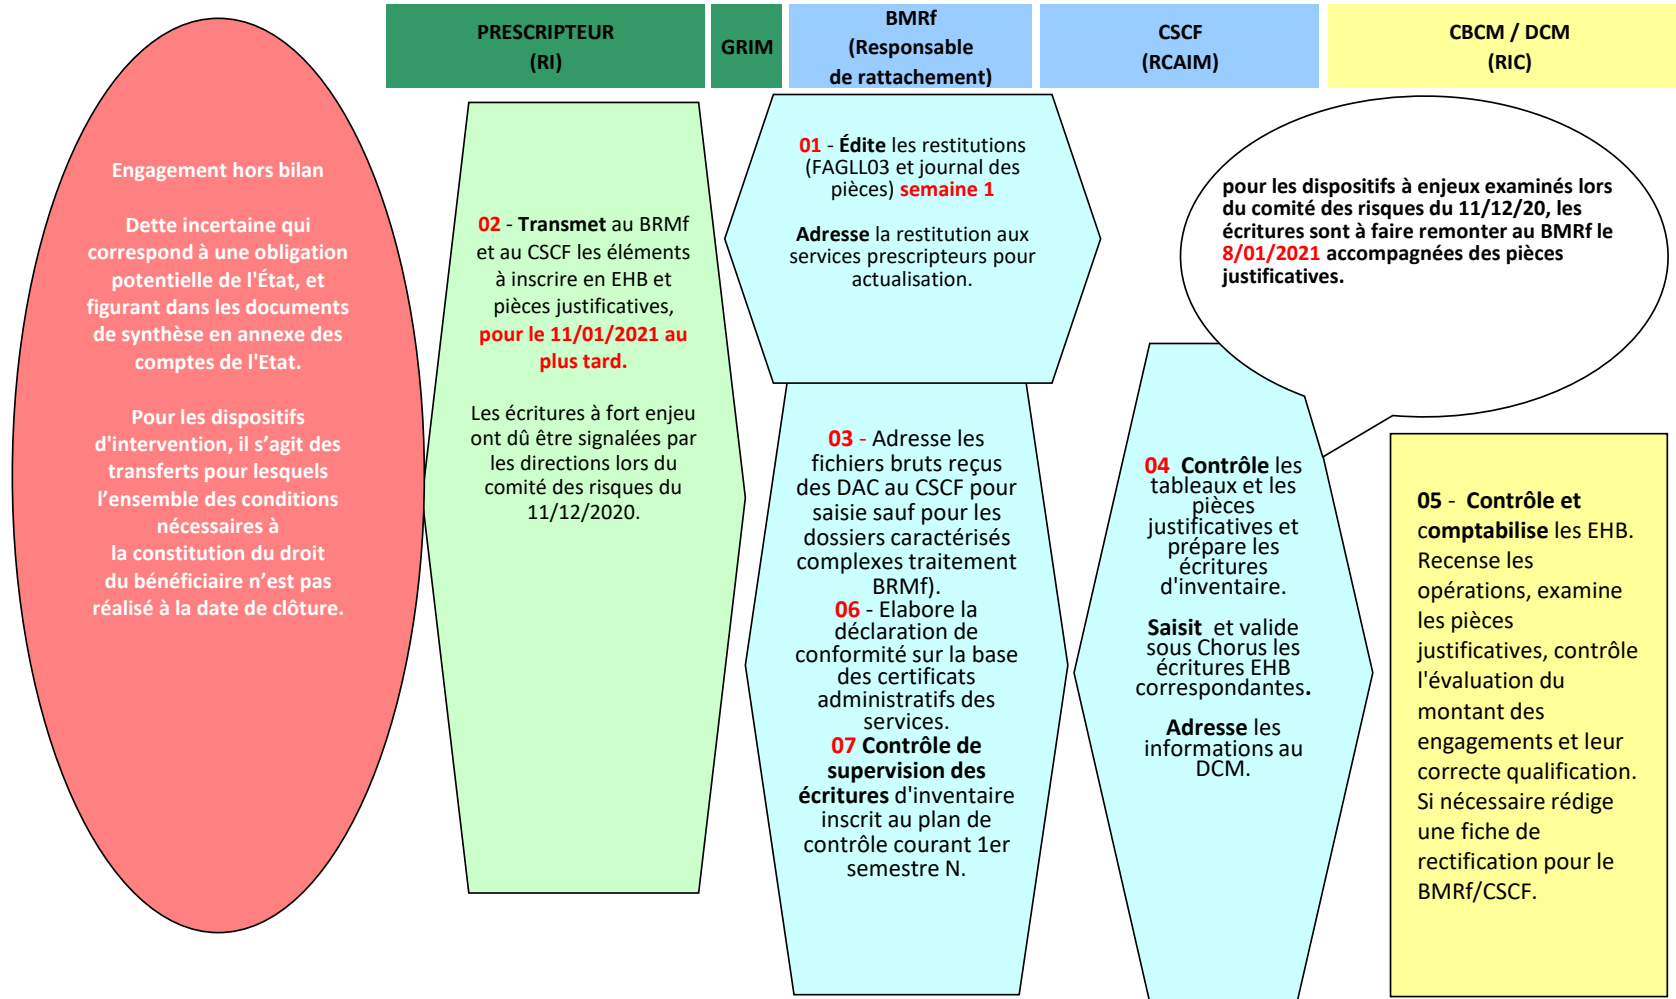 PRESCRIPTEUR
(RI)
GRIM
BMRf
(Responsable
de rattachement)
CSCF
(RCAIM)
CBCM / DCM
(RIC)
Engagement hors bilan
Dette incertaine qui
correspond à une obligation
potentielle de l'État, et
figurant dans les documents
de synthèse en annexe des
comptes de l'Etat.
Pour les dispositifs
d'intervention, il s’agit des
transferts pour lesquels
l’ensemble des conditions
nécessaires à
la constitution du droit
du bénéficiaire n’est pas
réalisé à la date de clôture.
02 - Transmet au BRMf
et au CSCF les éléments
à inscrire en EHB et
pièces justificatives,
pour le 11/01/2021 au
plus tard.
Les écritures à fort enjeu
ont dû être signalées par
les directions lors du
comité des risques du
11/12/2020.
01 - Édite les restitutions
(FAGLL03 et journal des
pièces) semaine 1
Adresse la restitution aux
services prescripteurs pour
actualisation.
03 - Adresse les
fichiers bruts reçus
des DAC au CSCF pour
saisie sauf pour les
dossiers caractérisés
complexes traitement
BRMf).
06 - Elabore la
déclaration de
conformité sur la base
des certificats
administratifs des
services.
07 Contrôle de
supervision des
écritures d'inventaire
inscrit au plan de
contrôle courant 1er
semestre N.
pour les dispositifs à enjeux examinés lors
du comité des risques du 11/12/20, les
écritures sont à faire remonter au BMRf le
8/01/2021 accompagnées des pièces
justificatives.
04 Contrôle les
tableaux et les
pièces
justificatives et
prépare les
écritures
d'inventaire.
Saisit et valide
sous Chorus les
écritures EHB
correspondantes.
Adresse les
informations au
DCM.
05 - Contrôle et
comptabilise les EHB.
Recense les
opérations, examine
les pièces
justificatives, contrôle
l'évaluation du
montant des
engagements et leur
correcte qualification.
Si nécessaire rédige
une fiche de
rectification pour le
BMRf/CSCF.